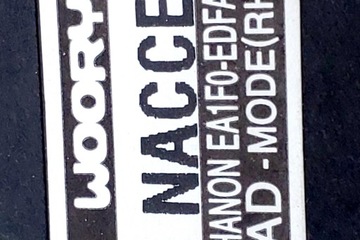 WOORY
NACCE
HANON EA1F0-EDFA
AD -MODE(RH